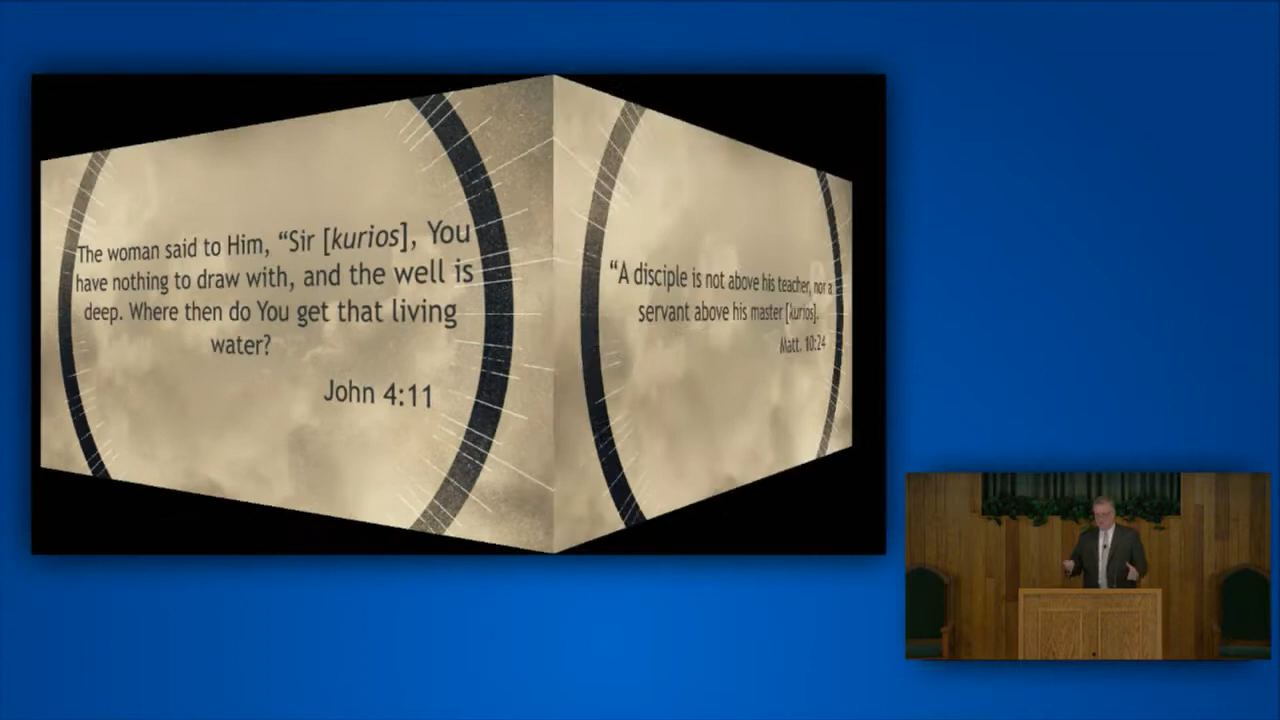 The woman said to Him, “Sir [kurios], You
have nothing to draw with, and the well is
deep. Where then do You get that living
water?
John 4:11
“A disciple is not above his teacher, nor a
servant above his master [kurios].
Matt. 10:24